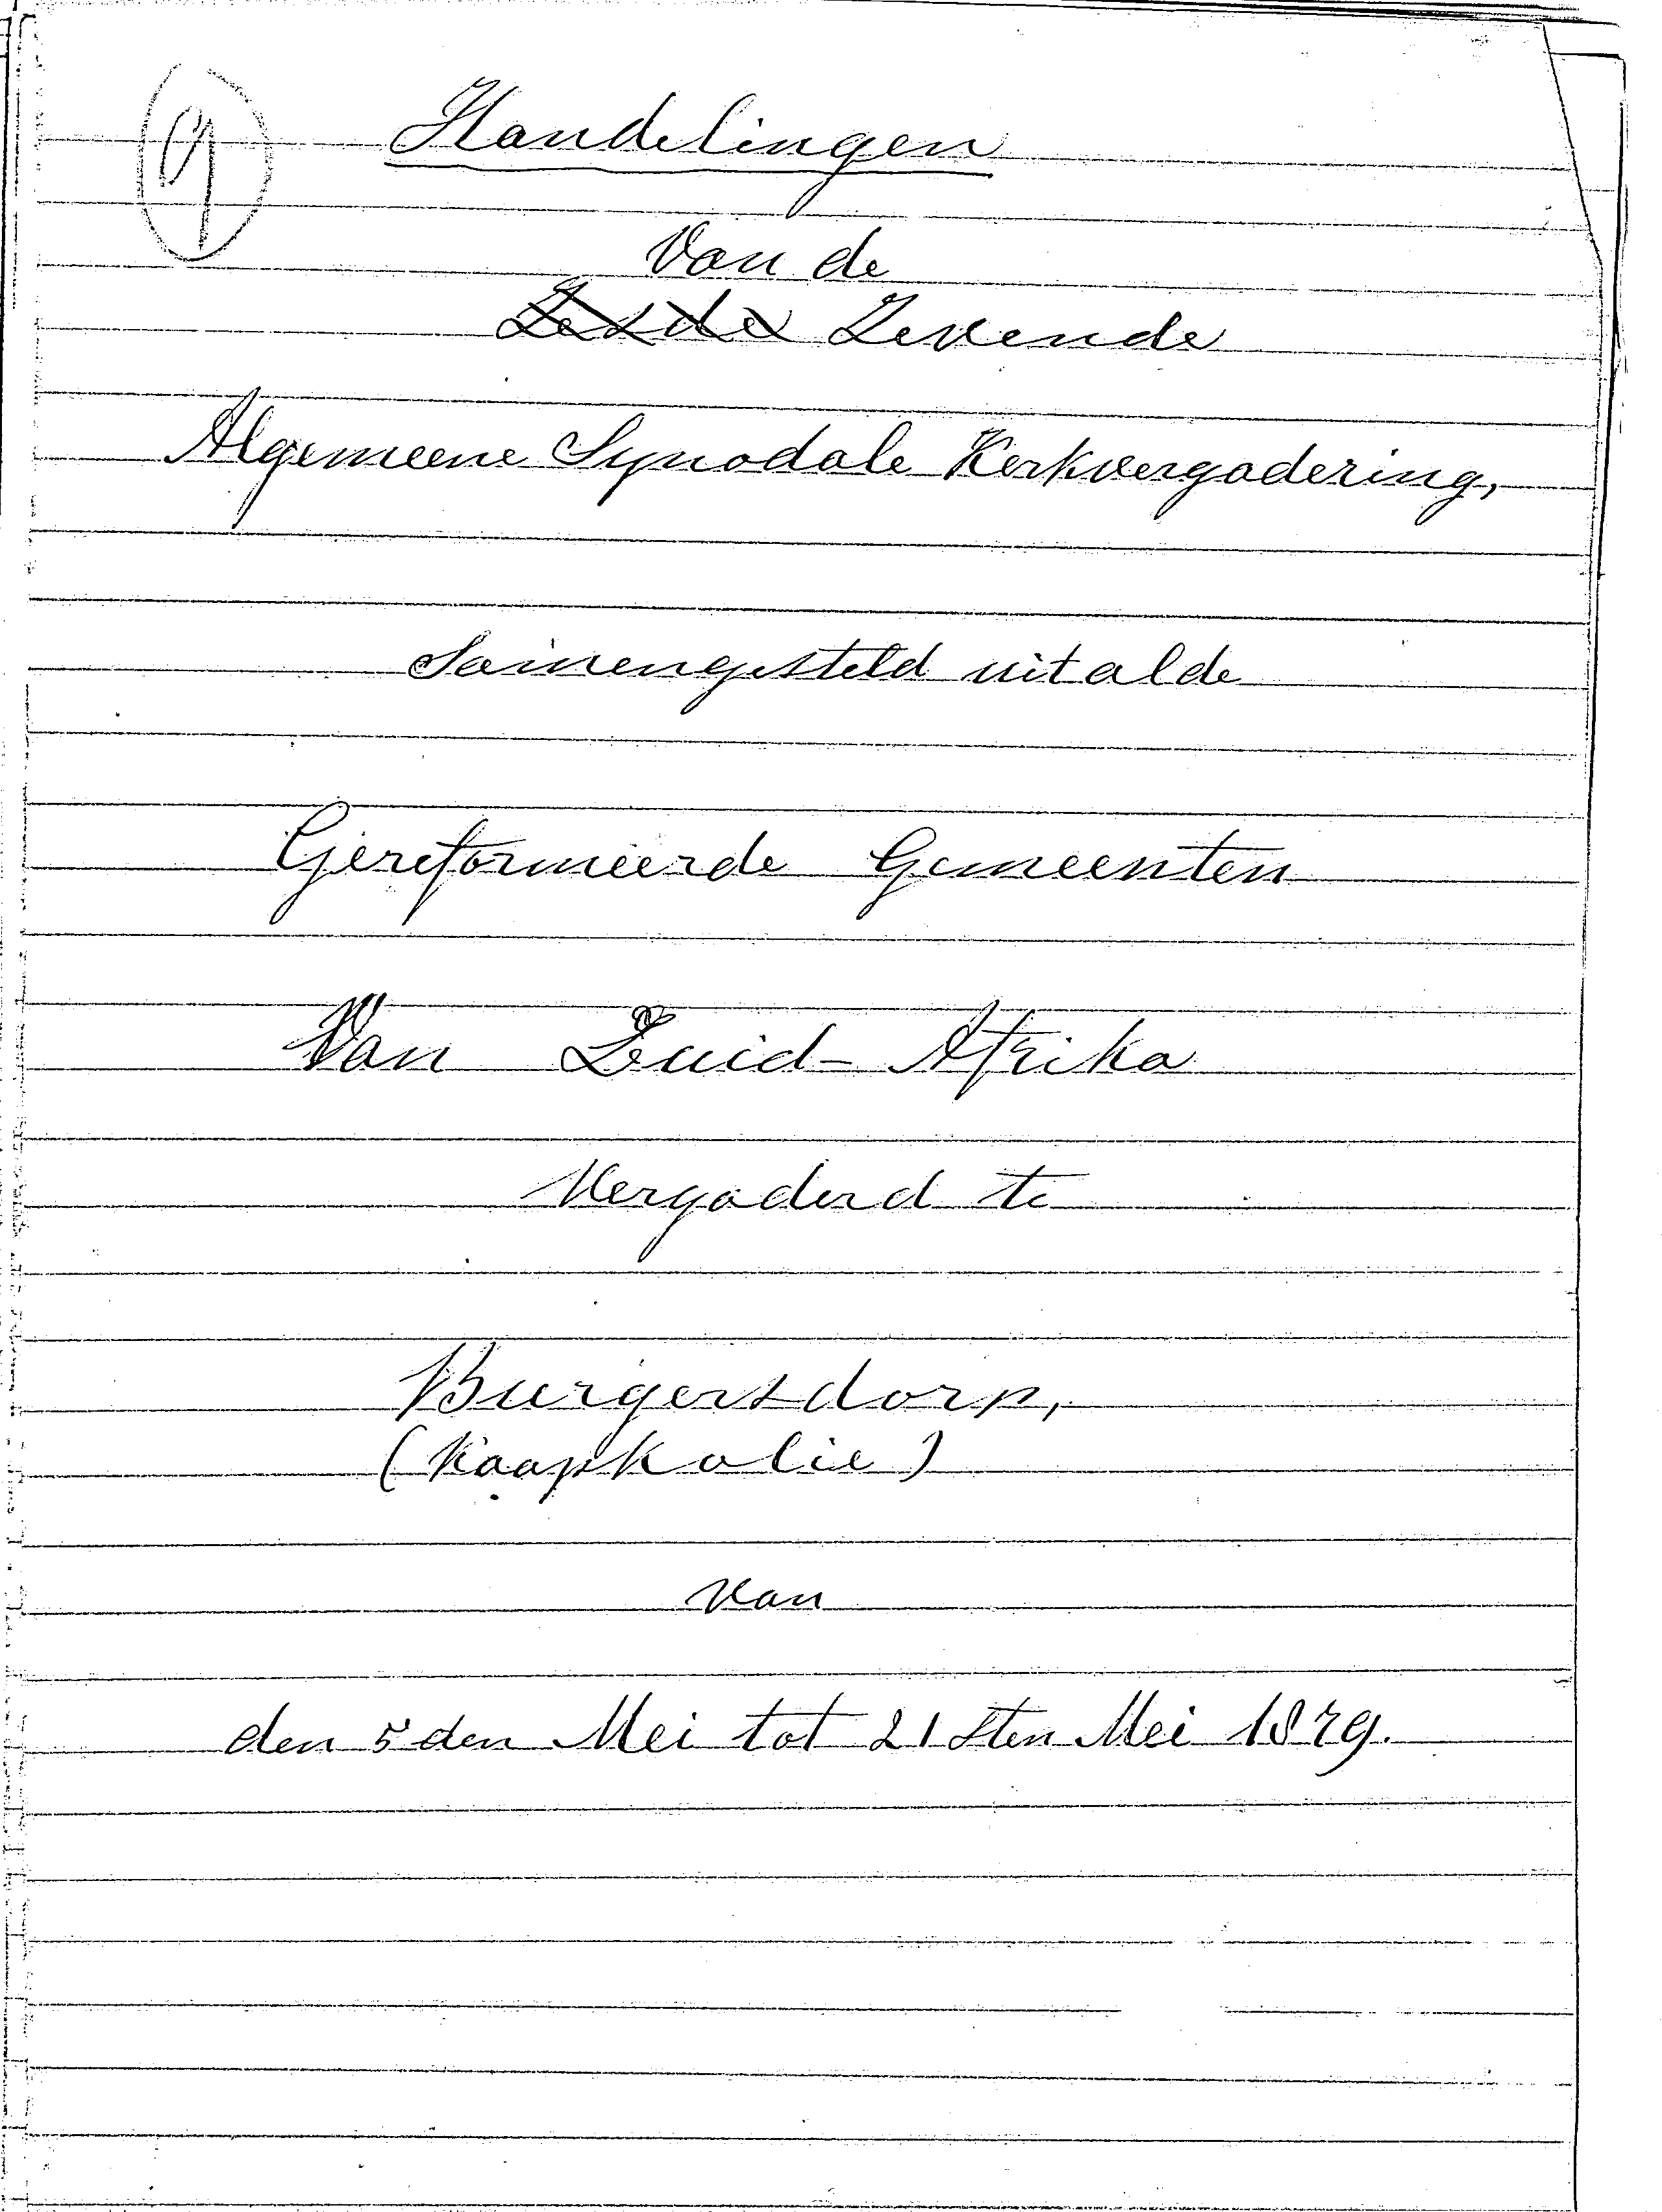 9
Handelingen
Van de
Zesde Zevende
Algemeene Synodale Kerkvergadering,
Samengesteld uit al de
Gereformeerde Gemeenten
Van Zuid-Afrika
Vergaderd te
Burgersdorp,
(Kaapkolie)
van
den 5den Mei tot 21sten Mei 1879.